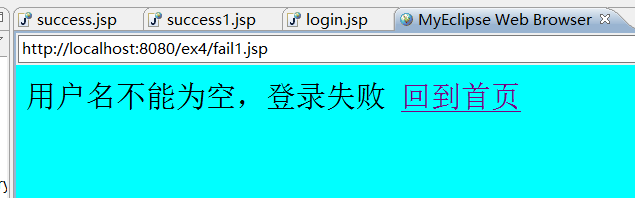 success.jsp success1.jsp login.jsp MyEclipse Web Browser
http://localhost:8080/ex4/fail1.jsp
用户名不能为空，登录失败 回到首页